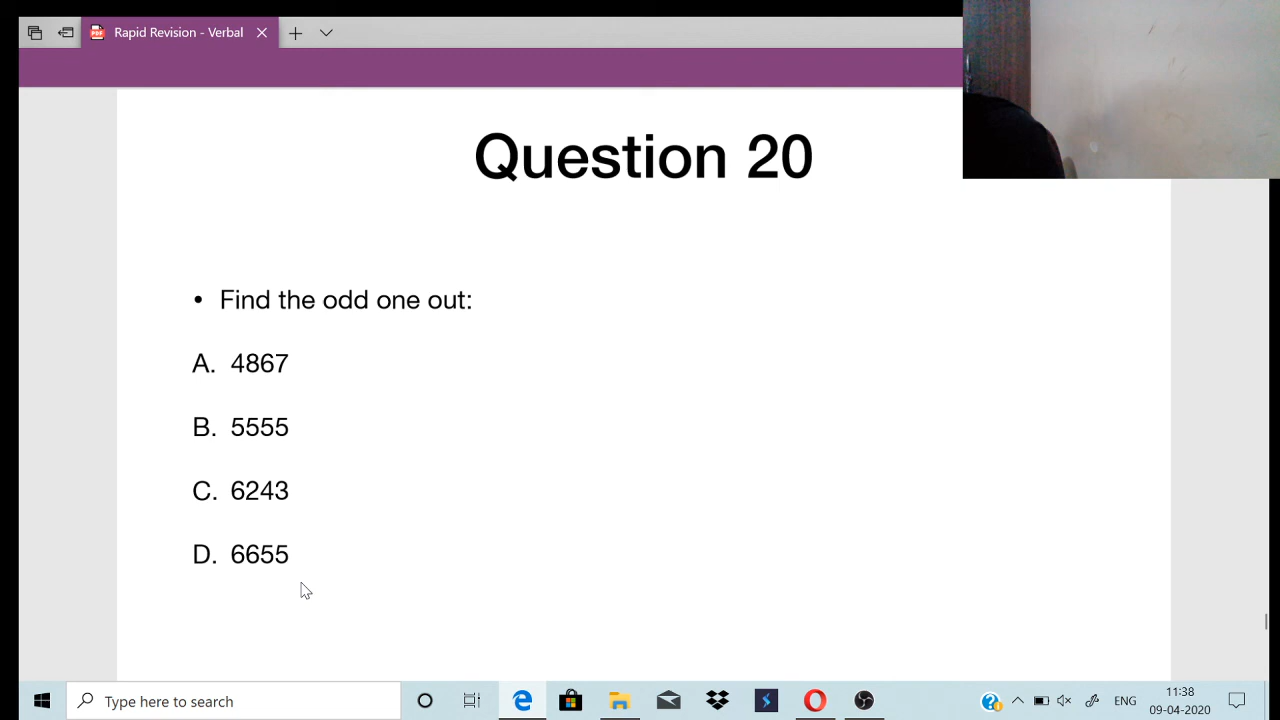 Rapid Revision - Verbal
Question 20
• Find the odd one out:
A. 4867
B. 5555
C. 6243
D. 6655
Type here to search
ENG
11:38
09-04-2020